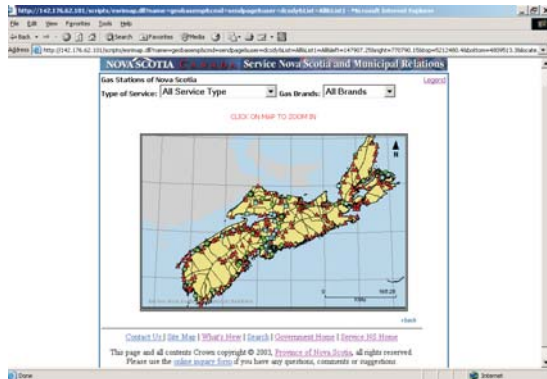 File Edit View Favorites Tools Help
Back Search Favorites Media
Address
NOVA SCOTIA Canada Service Nova Scotia and Municipal Relations
Gas Stations of Nova Scotia
Legend
Type of Service: All Service Type Gas Brands: All Brands
CLICK ON MAP TO ZOOM IN
N
0
<back
Contact Us | Site Map | What's New | Search | Government Home | Service NS Home
This page and all contents Crown copyright © 2003, Province of Nova Scotia, all rights reserved
Please use the online inquiry form if you have any questions, comments or suggestions.
Done Internet